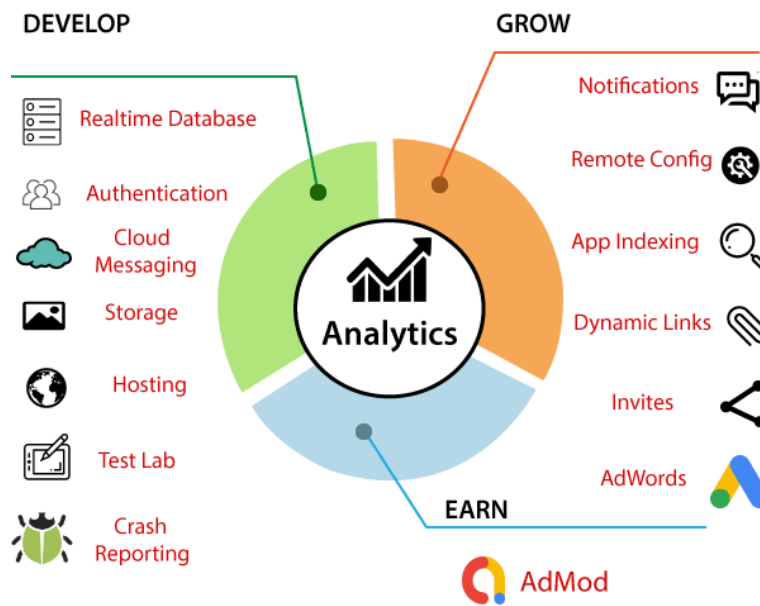 DEVELOP
Realtime Database
Authentication
Cloud
Messaging
Storage
Hosting
Test Lab
Crash
Reporting
GROW
Notifications
Remote Config
App Indexing
Dynamic Links
Invites
AdWords
Analytics
EARN
AdMod